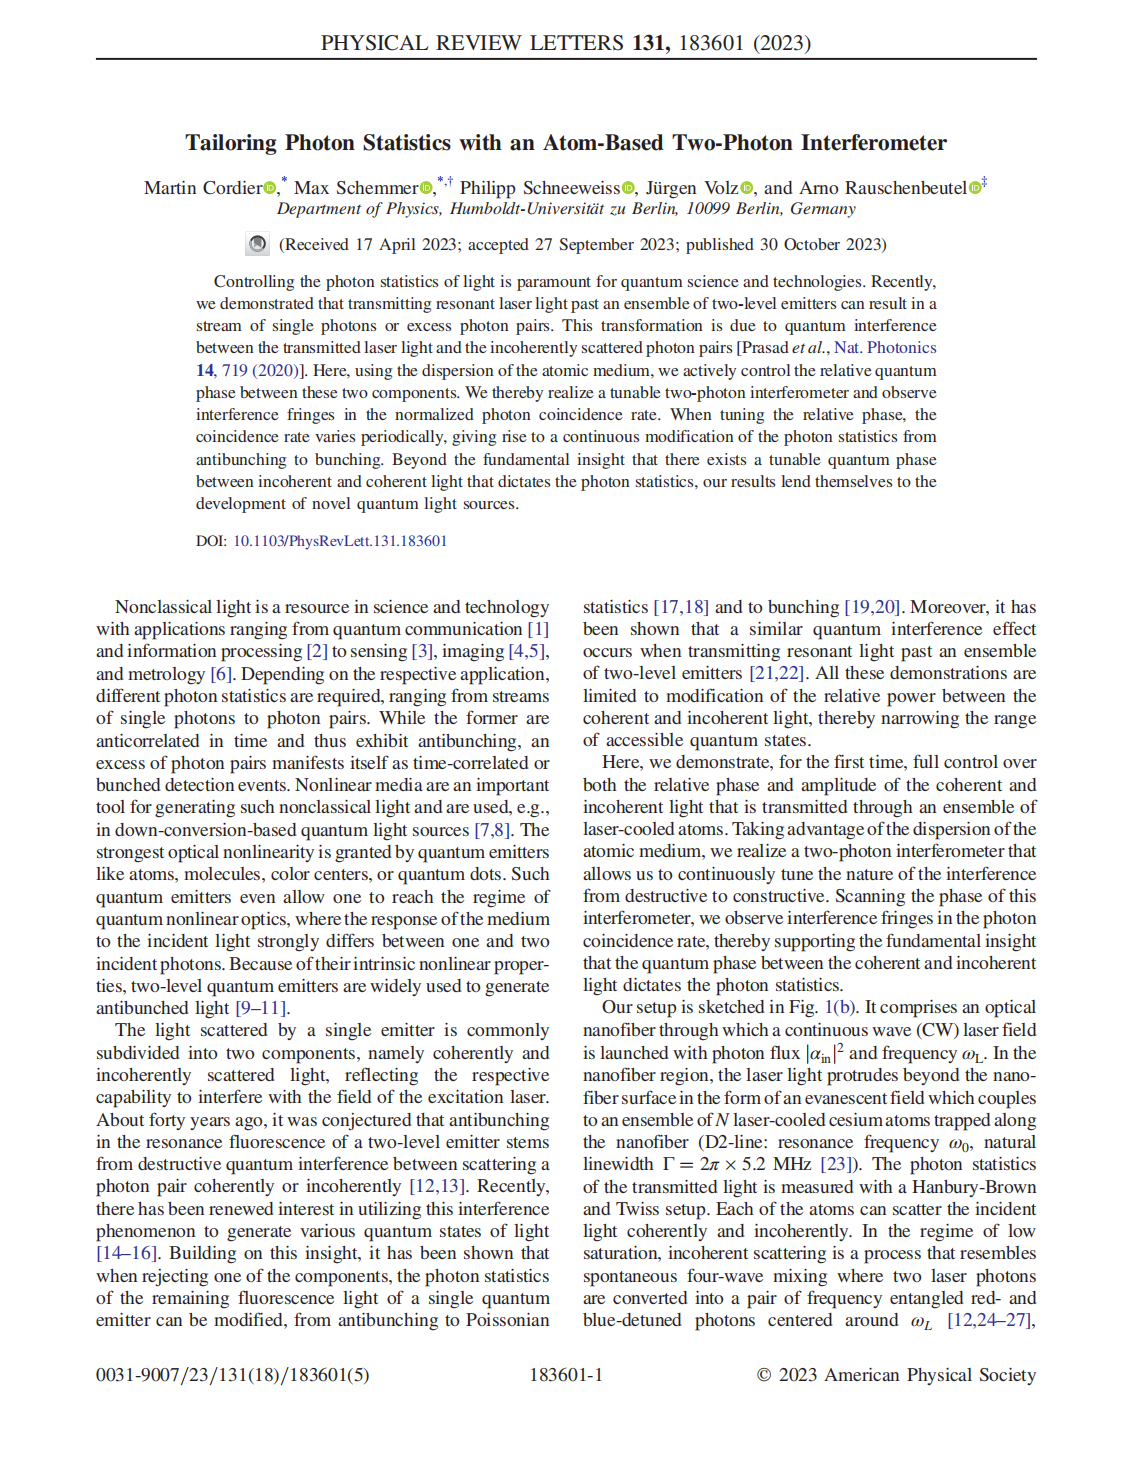 PHYSICAL REVIEW LETTERS 131, 183601 (2023)
Tailoring Photon Statistics with an Atom-Based Two-Photon Interferometer
Martin Cordier,* Max Schemmer,*,† Philipp Schneeweiss, Jürgen Volz, and Arno Rauschenbeutel‡
Department of Physics, Humboldt-Universität zu Berlin, 10099 Berlin, Germany
(Received 17 April 2023; accepted 27 September 2023; published 30 October 2023)
Controlling the photon statistics of light is paramount for quantum science and technologies. Recently,
we demonstrated that transmitting resonant laser light past an ensemble of two-level emitters can result in a
stream of single photons or excess photon pairs. This transformation is due to quantum interference
between the transmitted laser light and the incoherently scattered photon pairs [Prasad et al., Nat. Photonics
14, 719 (2020)]. Here, using the dispersion of the atomic medium, we actively control the relative quantum
phase between these two components. We thereby realize a tunable two-photon interferometer and observe
interference fringes in the normalized photon coincidence rate. When tuning the relative phase, the
coincidence rate varies periodically, giving rise to a continuous modification of the photon statistics from
antibunching to bunching. Beyond the fundamental insight that there exists a tunable quantum phase
between incoherent and coherent light that dictates the photon statistics, our results lend themselves to the
development of novel quantum light sources.
DOI: 10.1103/PhysRevLett.131.183601
Nonclassical light is a resource in science and technology
with applications ranging from quantum communication [1]
and information processing [2] to sensing [3], imaging [4,5],
and metrology [6]. Depending on the respective application,
different photon statistics are required, ranging from streams
of single photons to photon pairs. While the former are
anticorrelated in time and thus exhibit antibunching, an
excess of photon pairs manifests itself as time-correlated or
bunched detection events. Nonlinear media are an important
tool for generating such nonclassical light and are used, e.g.,
in down-conversion-based quantum light sources [7,8]. The
strongest optical nonlinearity is granted by quantum emitters
like atoms, molecules, color centers, or quantum dots. Such
quantum emitters even allow one to reach the regime of
quantum nonlinear optics, where the response of the medium
to the incident light strongly differs between one and two
incident photons. Because of their intrinsic nonlinear proper-
ties, two-level quantum emitters are widely used to generate
antibunched light [9–11].
The light scattered by a single emitter is commonly
subdivided into two components, namely coherently and
incoherently scattered light, reflecting the respective
capability to interfere with the field of the excitation laser.
About forty years ago, it was conjectured that antibunching
in the resonance fluorescence of a two-level emitter stems
from destructive quantum interference between scattering a
photon pair coherently or incoherently [12,13]. Recently,
there has been renewed interest in utilizing this interference
phenomenon to generate various quantum states of light
[14–16]. Building on this insight, it has been shown that
when rejecting one of the components, the photon statistics
of the remaining fluorescence light of a single quantum
emitter can be modified, from antibunching to Poissonian
statistics [17,18] and to bunching [19,20]. Moreover, it has
been shown that a similar quantum interference effect
occurs when transmitting resonant light past an ensemble
of two-level emitters [21,22]. All these demonstrations are
limited to modification of the relative power between the
coherent and incoherent light, thereby narrowing the range
of accessible quantum states.
Here, we demonstrate, for the first time, full control over
both the relative phase and amplitude of the coherent and
incoherent light that is transmitted through an ensemble of
laser-cooled atoms. Taking advantage of the dispersion of the
atomic medium, we realize a two-photon interferometer that
allows us to continuously tune the nature of the interference
from destructive to constructive. Scanning the phase of this
interferometer, we observe interference fringes in the photon
coincidence rate, thereby supporting the fundamental insight
that the quantum phase between the coherent and incoherent
light dictates the photon statistics.
Our setup is sketched in Fig. 1(b). It comprises an optical
nanofiber through which a continuous wave (CW) laser field
is launched with photon flux |αin|² and frequency ωL. In the
nanofiber region, the laser light protrudes beyond the nano-
fiber surface in the form of an evanescent field which couples
to an ensemble of N laser-cooled cesium atoms trapped along
the nanofiber (D2-line: resonance frequency ω0, natural
linewidth Γ = 2π × 5.2 MHz [23]). The photon statistics
of the transmitted light is measured with a Hanbury-Brown
and Twiss setup. Each of the atoms can scatter the incident
light coherently and incoherently. In the regime of low
saturation, incoherent scattering is a process that resembles
spontaneous four-wave mixing where two laser photons
are converted into a pair of frequency entangled red- and
blue-detuned photons centered around ωL [12,24–27],
0031-9007/23/131(18)/183601(5)
183601-1
© 2023 American Physical Society